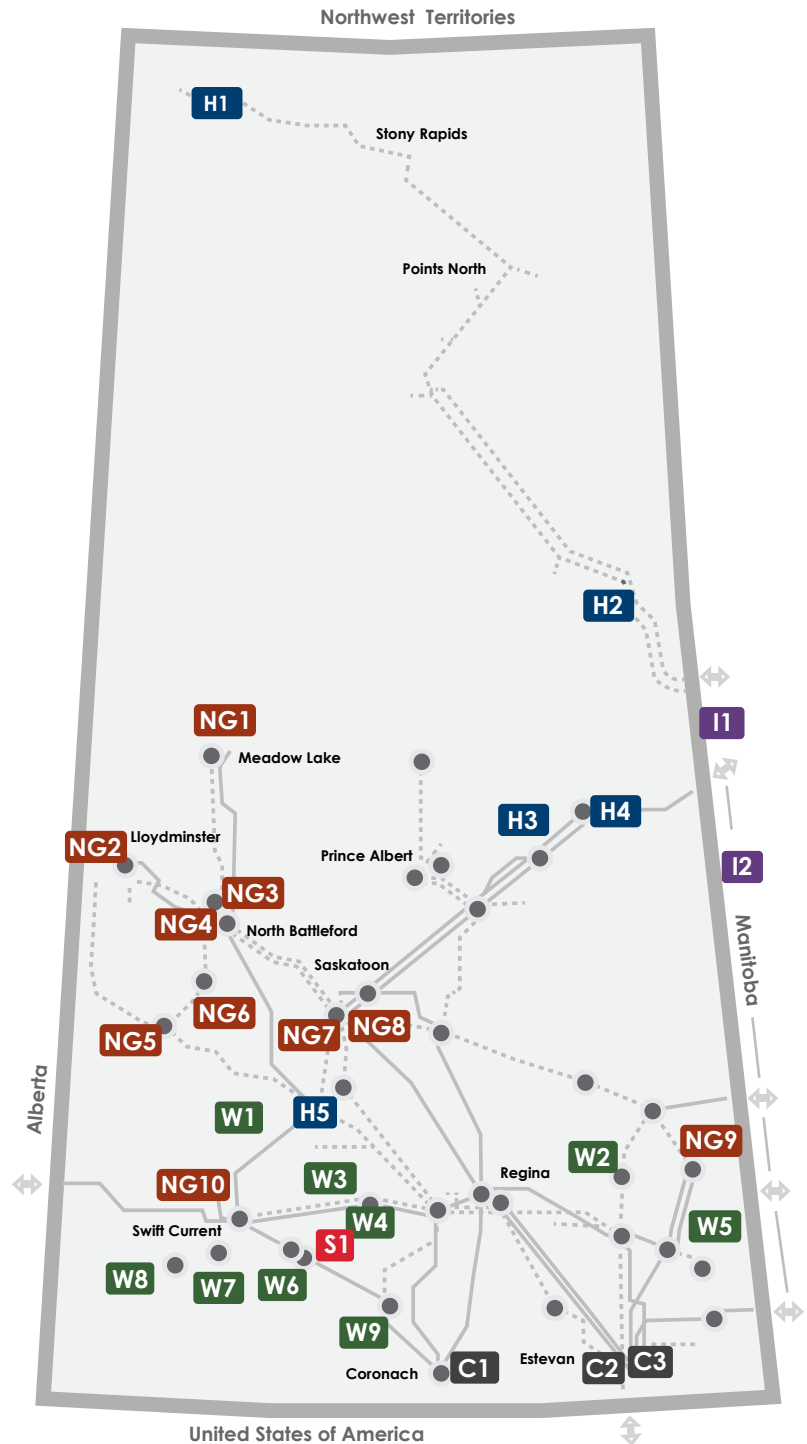 Northwest Territories
H1
Stony Rapids
Points North
H2
NG1
I1
Meadow Lake
H3
H4
NG2
Lloydminster
Prince Albert
I2
NG3
NG4
North Battleford
Manitoba
Saskatoon
NG6
NG7
NG8
NG5
Alberta
W1
H5
NG9
W2
Regina
NG10
W3
W4
W5
Swift Current
S1
W8
W7
W6
W9
Coronach
C1
Estevan
C2
C3
United States of America